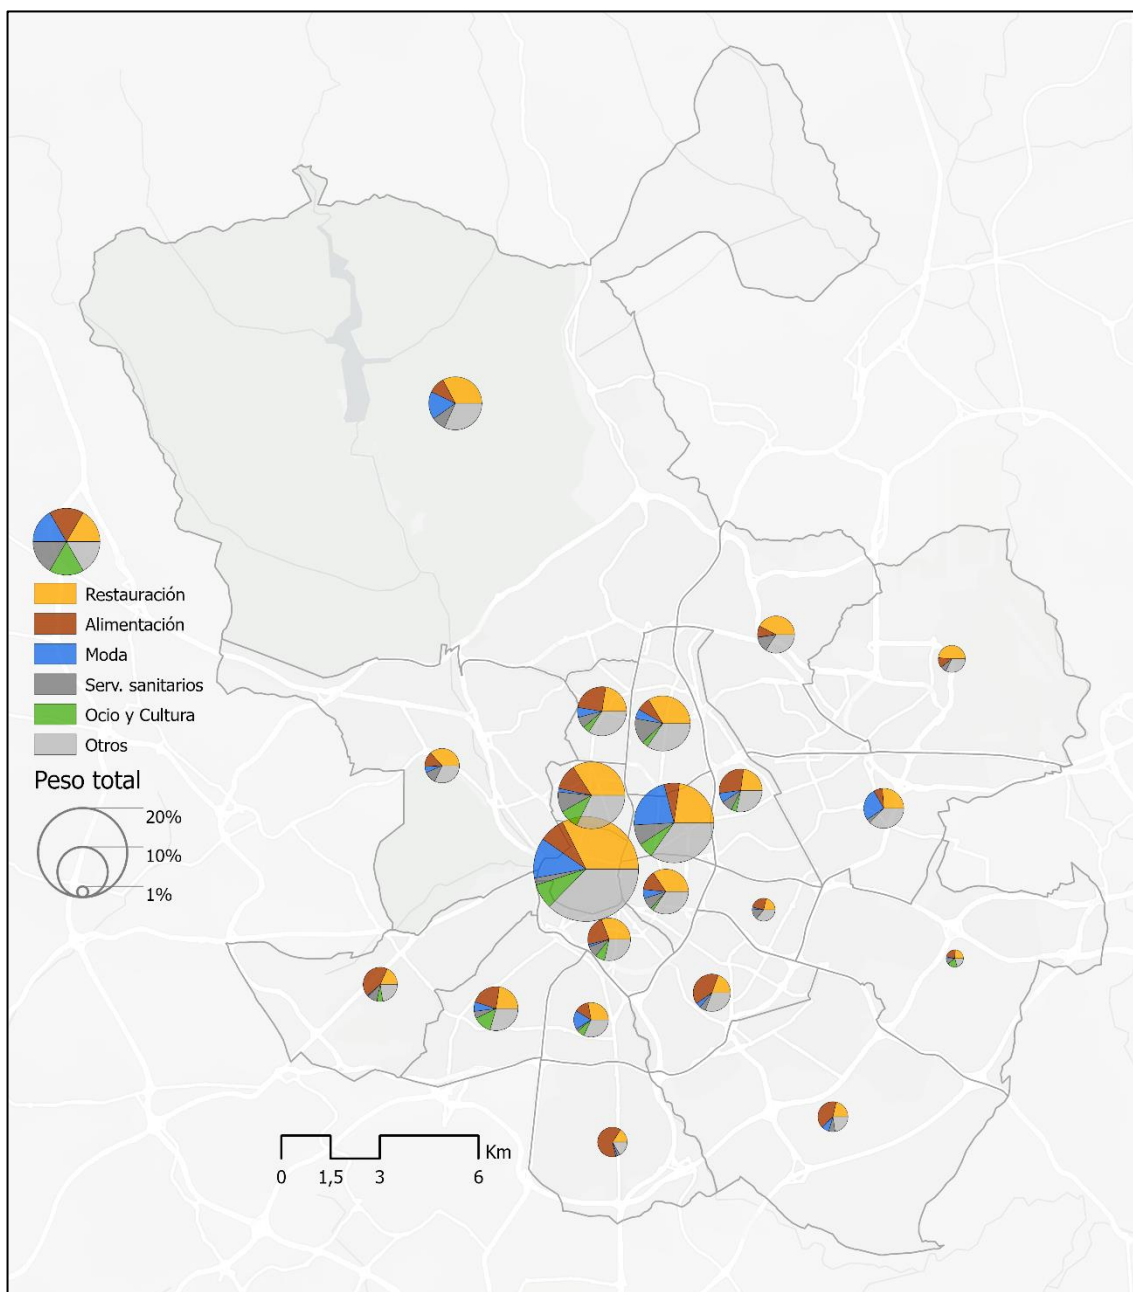 Restauración
Alimentación
Moda
Serv. sanitarios
Ocio y Cultura
Otros
Peso total
20%
10%
1%
Km
0 1,5 3 6